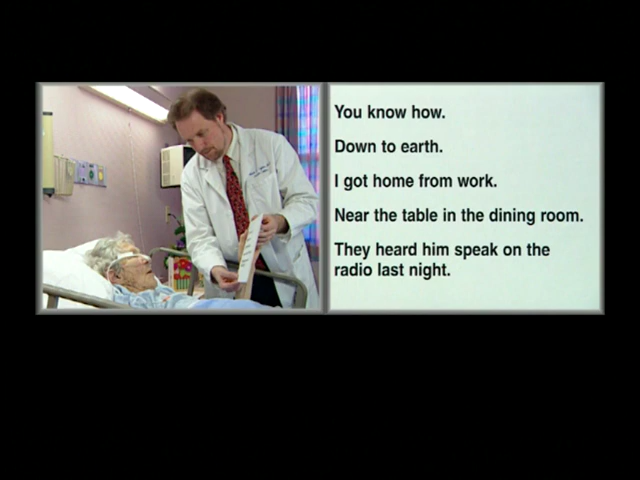 You know how.
Down to earth.
I got home from work.
Near the table in the dining room.
They heard him speak on the
radio last night.